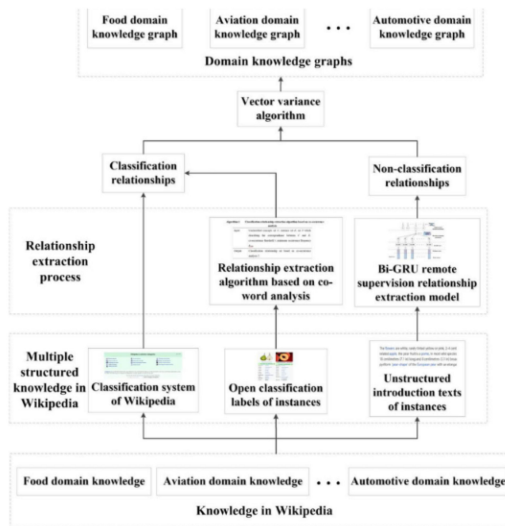 Food domain
knowledge graph
Aviation domain
knowledge graph
• • •
Automotive domain
knowledge graph
Domain knowledge graphs
Vector variance
algorithm
Classification
relationships
Non-classification
relationships
Relationship
extraction
process
Relationship extraction
algorithm based on co-
word analysis
Bi-GRU remote
supervision relationship
extraction model
Multiple
structured
knowledge in
Wikipedia
Classification system
of Wikipedia
Open classification
labels of instances
Unstructured
introduction texts
of instances
Food domain knowledge
Aviation domain knowledge
• • •
Automotive domain knowledge
Knowledge in Wikipedia